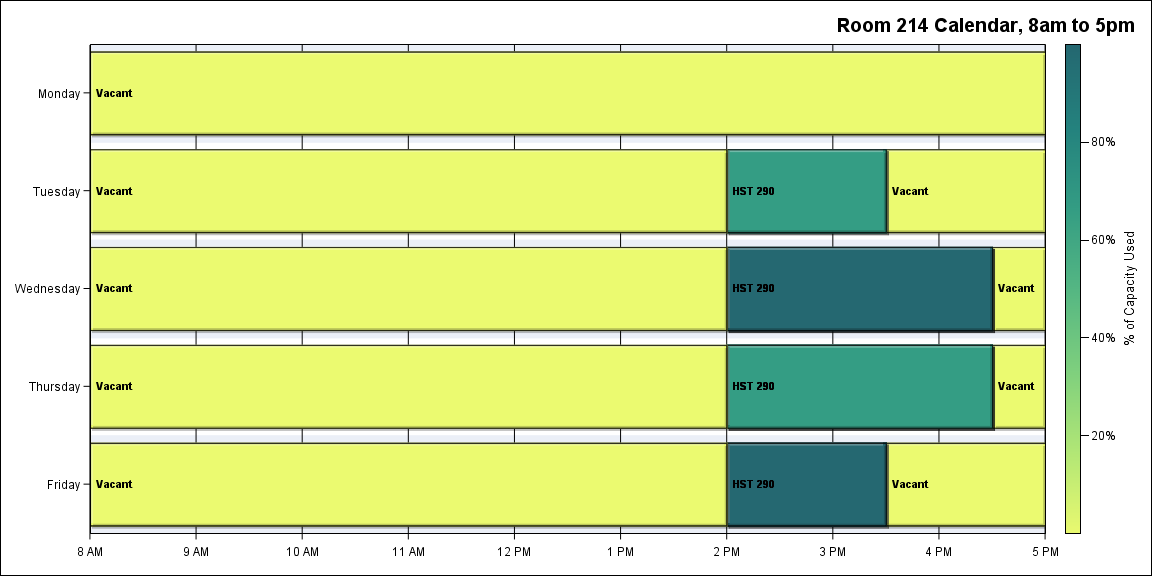 Room 214 Calendar, 8am to 5pm
Monday
Vacant
Tuesday
Vacant
HST 290
Vacant
Wednesday
Vacant
HST 290
Vacant
Thursday
Vacant
HST 290
Vacant
Friday
Vacant
HST 290
Vacant
8 AM
9 AM
10 AM
11 AM
12 PM
1 PM
2 PM
3 PM
4 PM
5 PM
80%
60%
40%
20%
% of Capacity Used